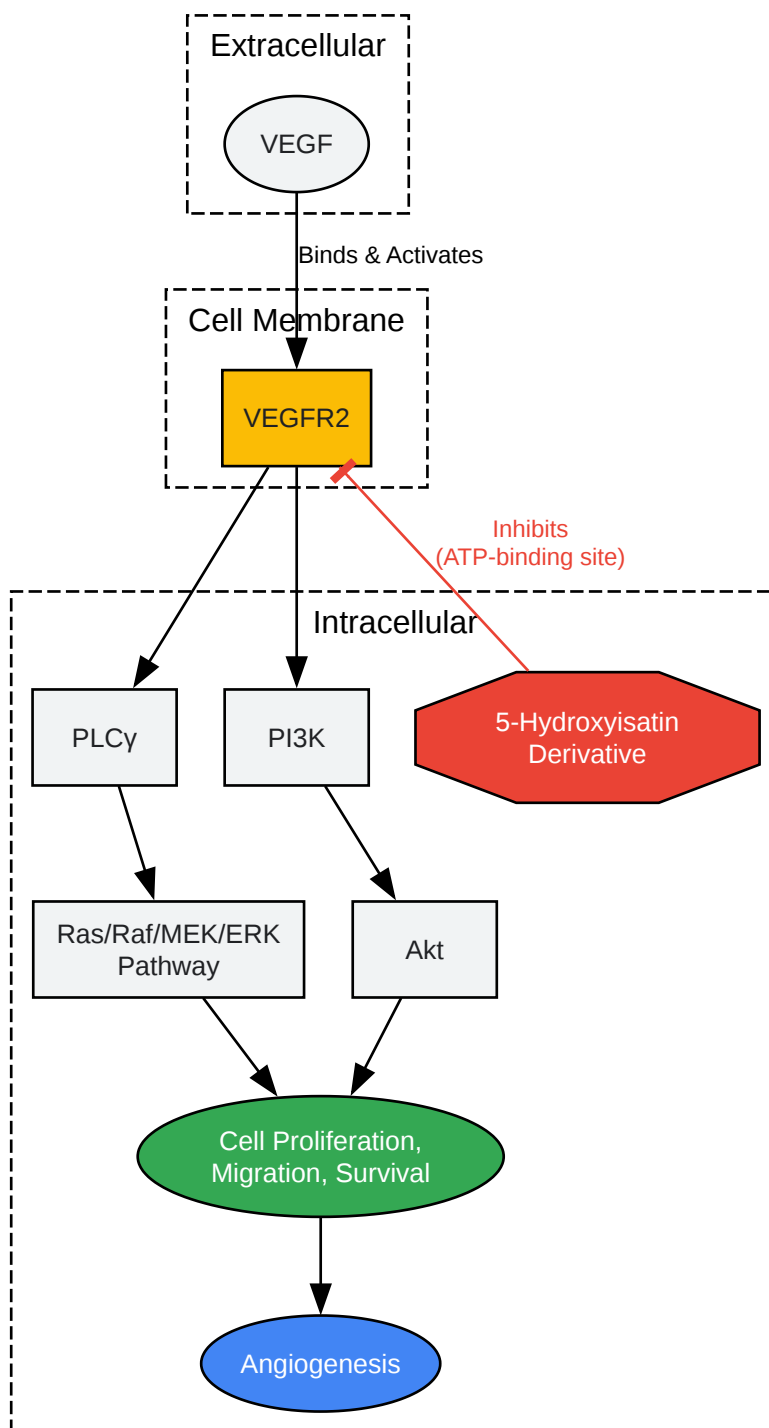 Extracellular
VEGF
Binds & Activates
Cell Membrane
VEGFR2
Inhibits
(ATP-binding site)
Intracellular
PLCγ
PI3K
5-Hydroxyisatin
Derivative
Ras/Raf/MEK/ERK
Pathway
Akt
Cell Proliferation,
Migration, Survival
Angiogenesis